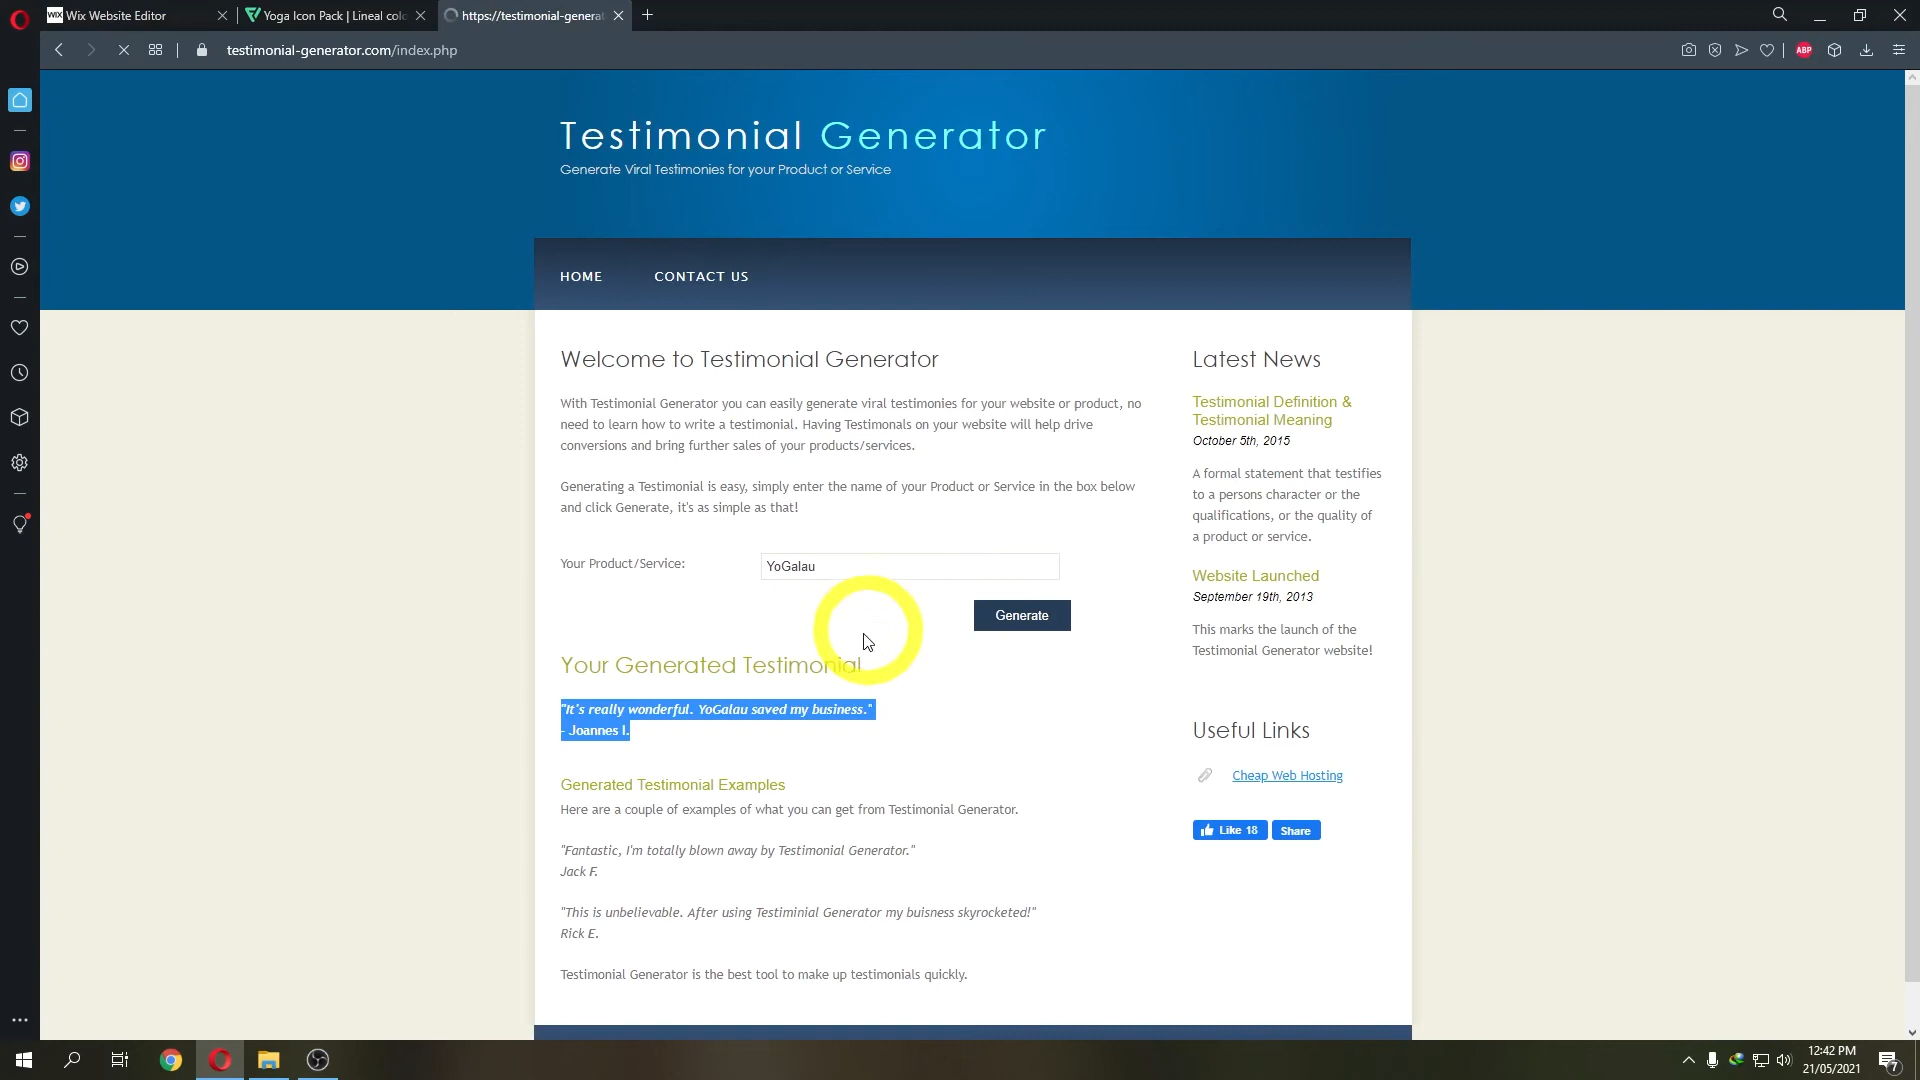 WIX Wix Website Editor
Yoga Icon Pack | Lineal colo
https://testimonial-genera
testimonial-generator.com/index.php
ABP
Testimonial Generator
Generate Viral Testimonies for your Product or Service
HOME
CONTACT US
Welcome to Testimonial Generator
With Testimonial Generator you can easily generate viral testimonies for your website or product, no
need to learn how to write a testimonial. Having Testimonals on your website will help drive
conversions and bring further sales of your products/services.
Generating a Testimonial is easy, simply enter the name of your Product or Service in the box below
and click Generate, it's as simple as that!
Your Product/Service:
YoGalau
Generate
Your Generated Testimonial
"It's really wonderful. YoGalau saved my business."
- Joannes I.
Generated Testimonial Examples
Here are a couple of examples of what you can get from Testimonial Generator.
"Fantastic, I'm totally blown away by Testimonial Generator."
Jack F.
"This is unbelievable. After using Testiminial Generator my buisness skyrocketed!"
Rick E.
Testimonial Generator is the best tool to make up testimonials quickly.
Latest News
Testimonial Definition &
Testimonial Meaning
October 5th, 2015
A formal statement that testifies
to a persons character or the
qualifications, or the quality of
a product or service.
Website Launched
September 19th, 2013
This marks the launch of the
Testimonial Generator website!
Useful Links
Cheap Web Hosting
Like 18
Share
12:42 PM
21/05/2021
7